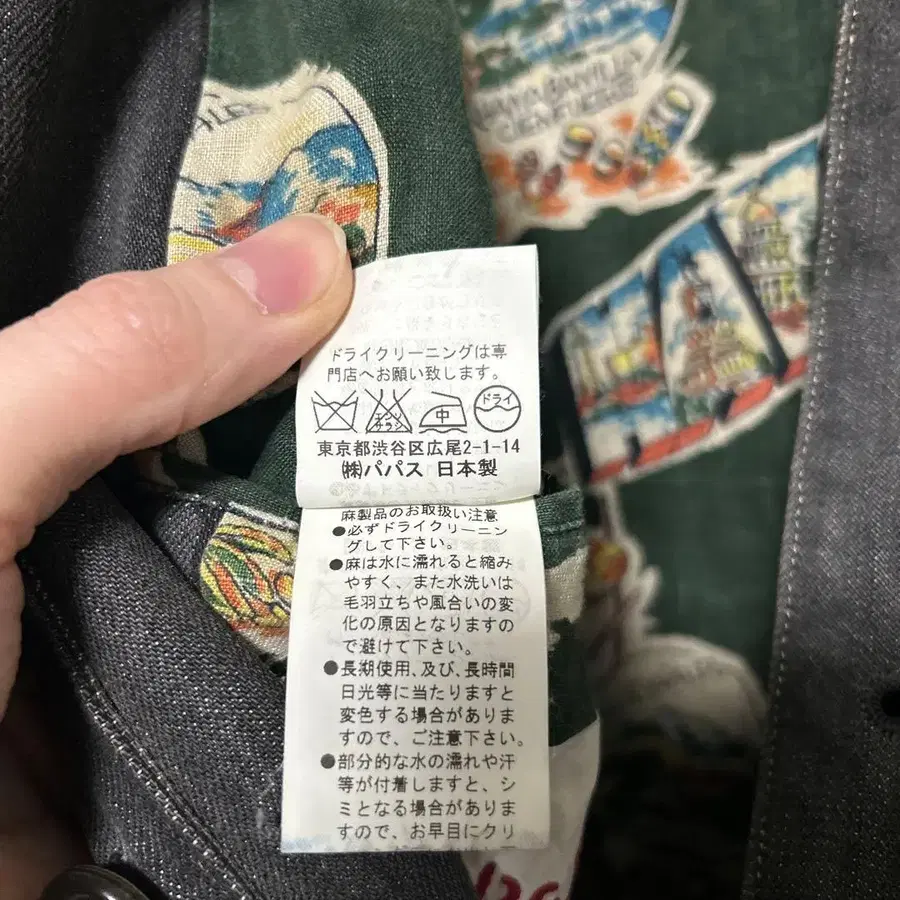 ドライクリーニングは専
門店へお願い致します。
エンソ
サラシ
中
ドライ
東京都渋谷区広尾2-1-14
㈱パパス 日本製
麻製品のお取扱い注意
●必ずドライクリーニン
グして下さい。
●麻は水に濡れると縮み
やすく、また水洗いは
毛羽立ちや風合いの変
化の原因となりますの
で避けて下さい。
●長期使用、及び、長時間
日光等に当たりますと
変色する場合がありま
すので、ご注意下さい。
●部分的な水の濡れや汗
等が付着しますと、シ
ミとなる場合がありま
すので、お早目にクリ